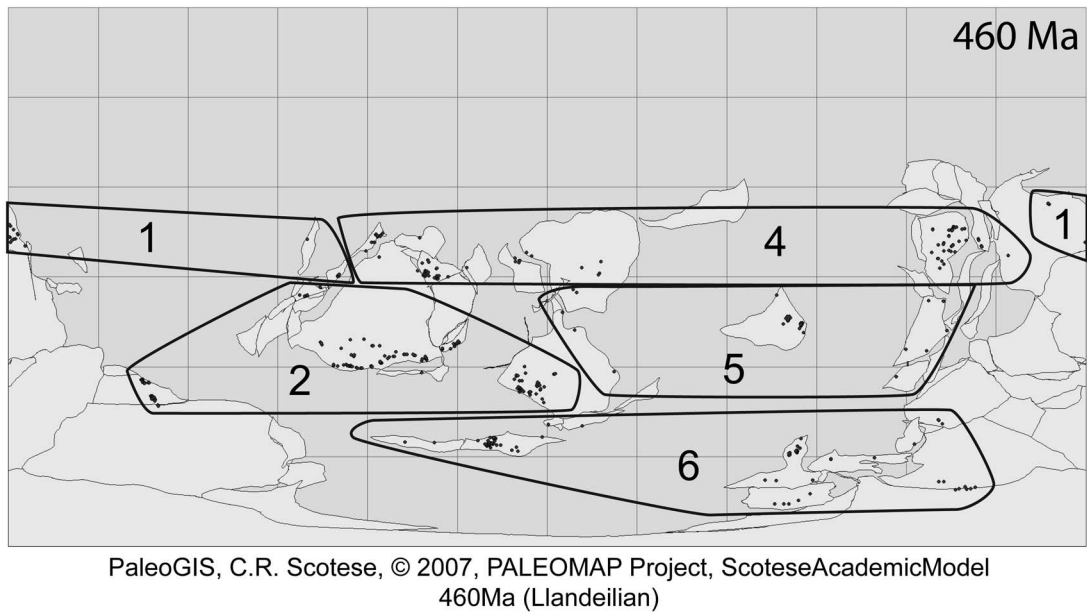 460 Ma
1
1
4
2
5
6
PaleoGIS, C.R. Scotese, © 2007, PALEOMAP Project, ScoteseAcademicModel
460Ma (Llandeilian)